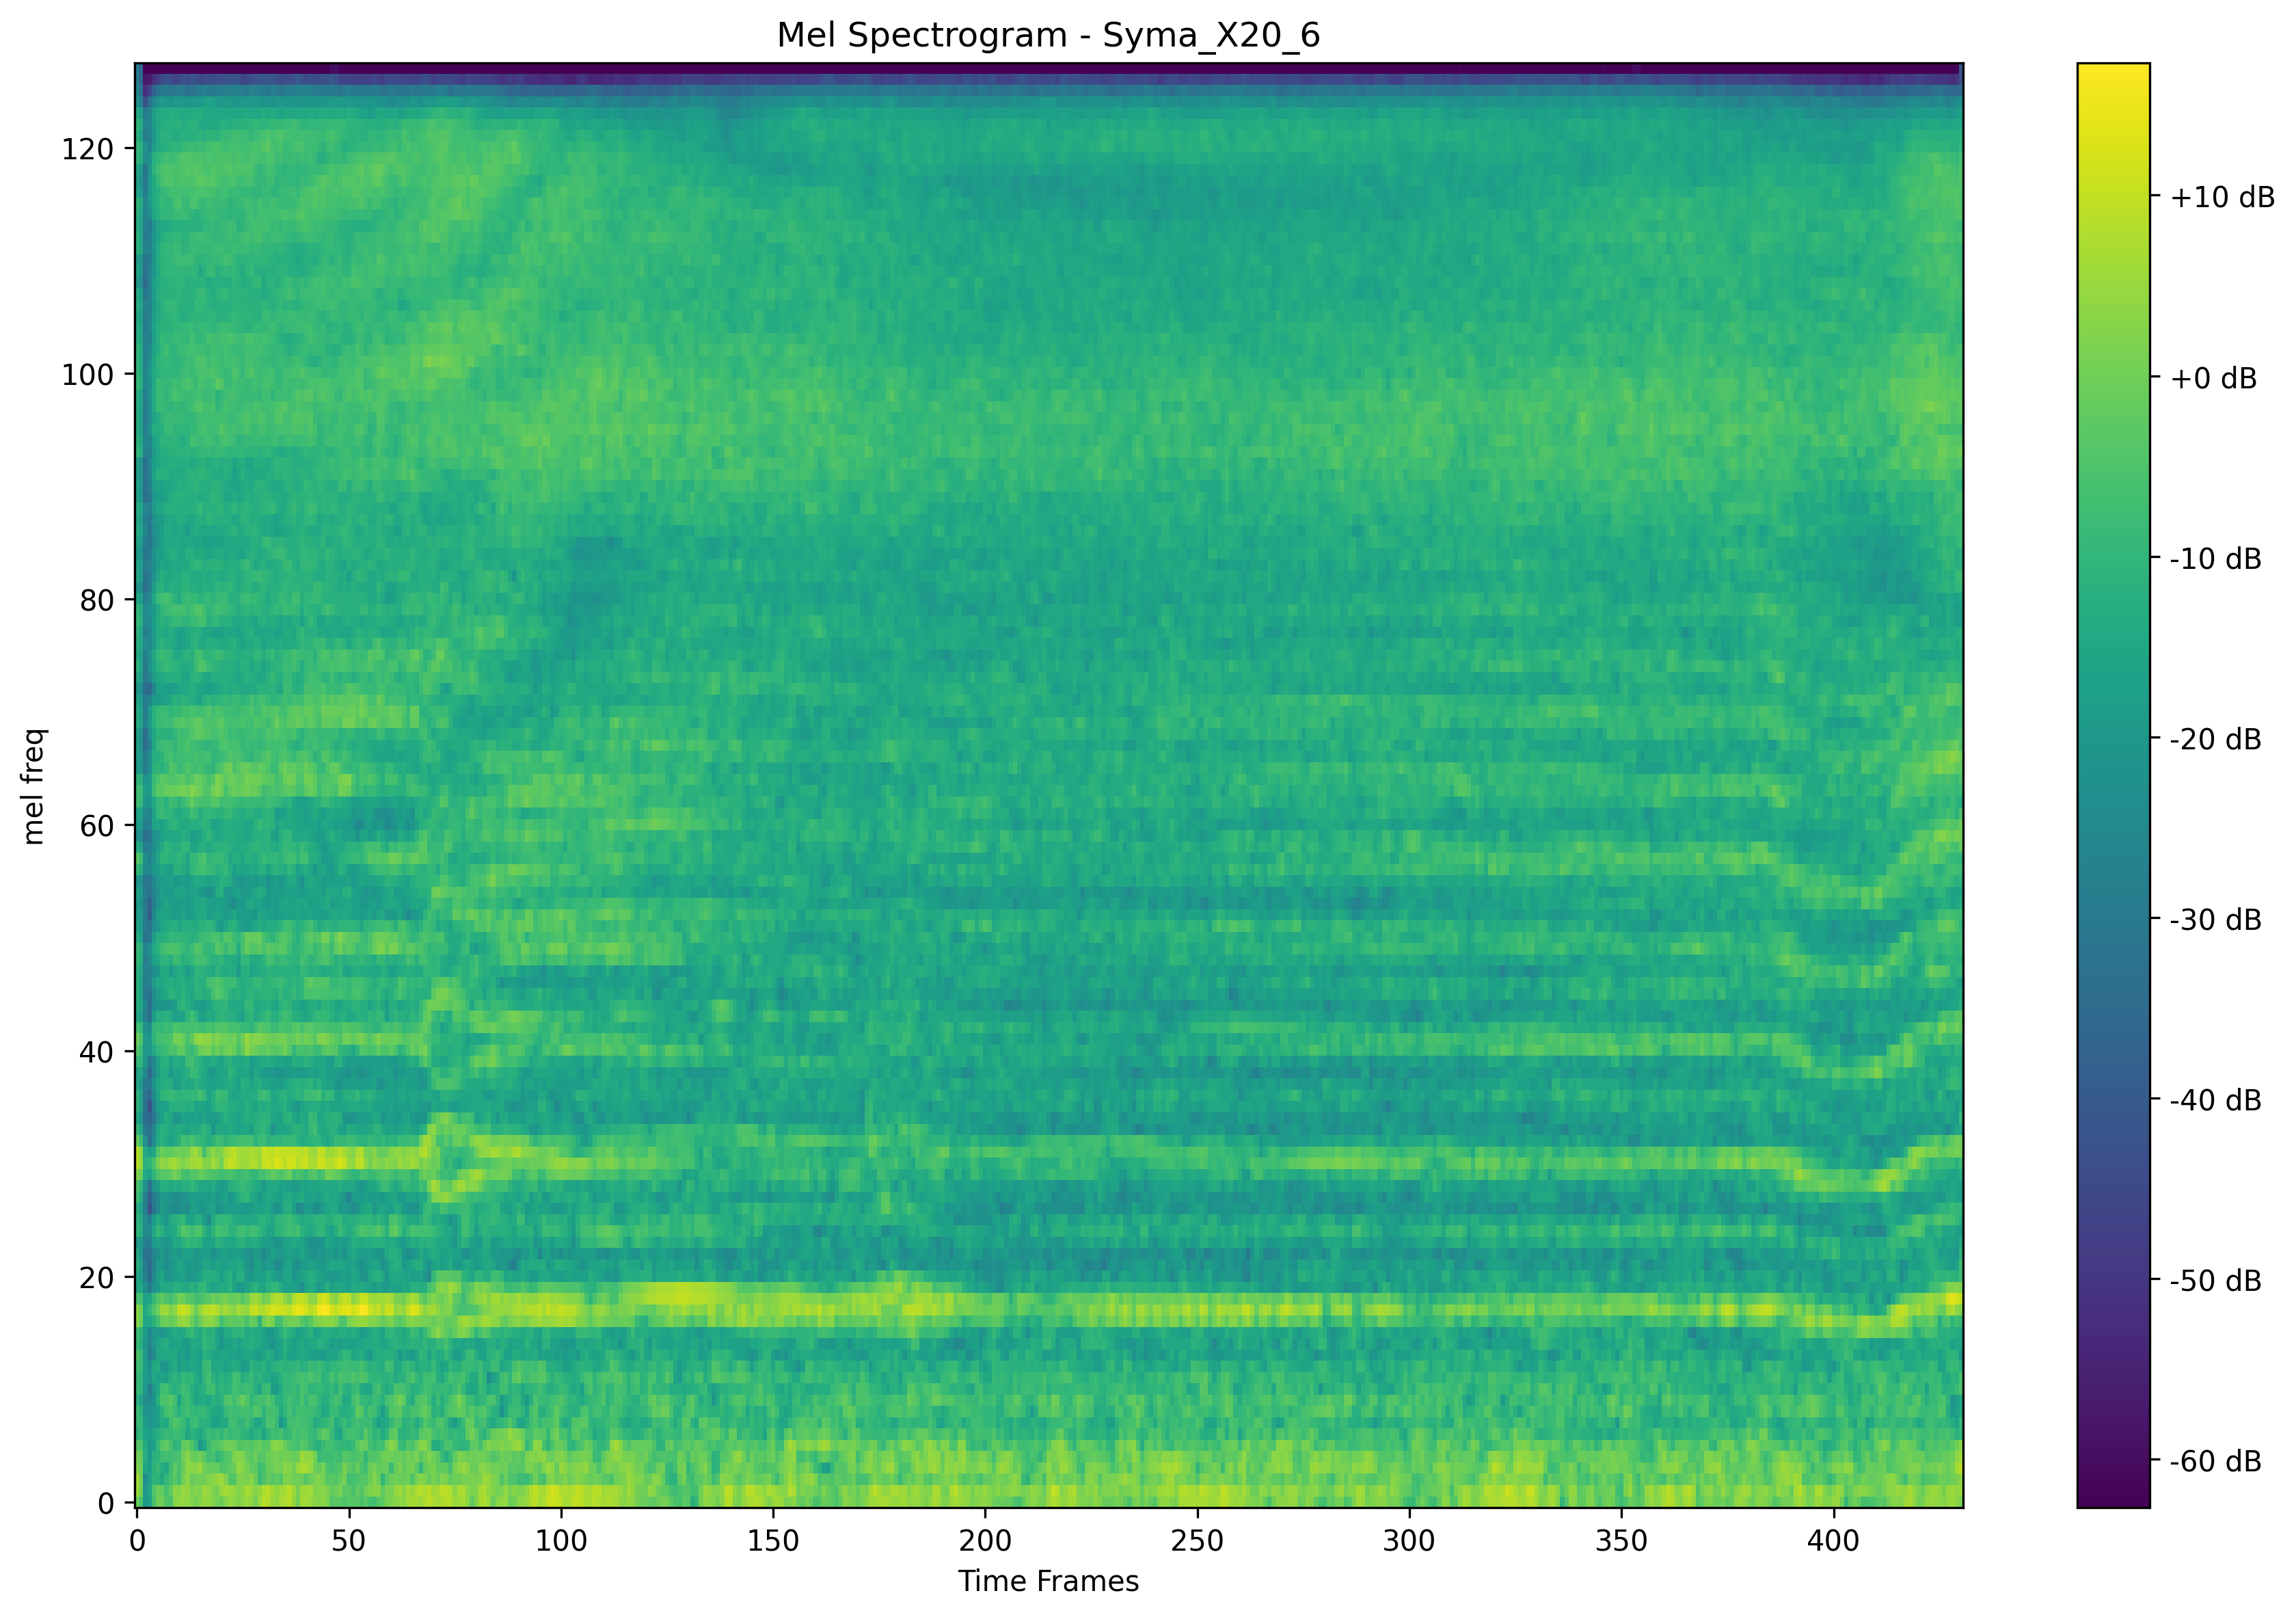 Mel Spectrogram - Syma_X20_6
mel freq
120
100
80
60
40
20
0
0 50 100 150 200 250 300 350 400
Time Frames
+10 dB
+0 dB
-10 dB
-20 dB
-30 dB
-40 dB
-50 dB
-60 dB